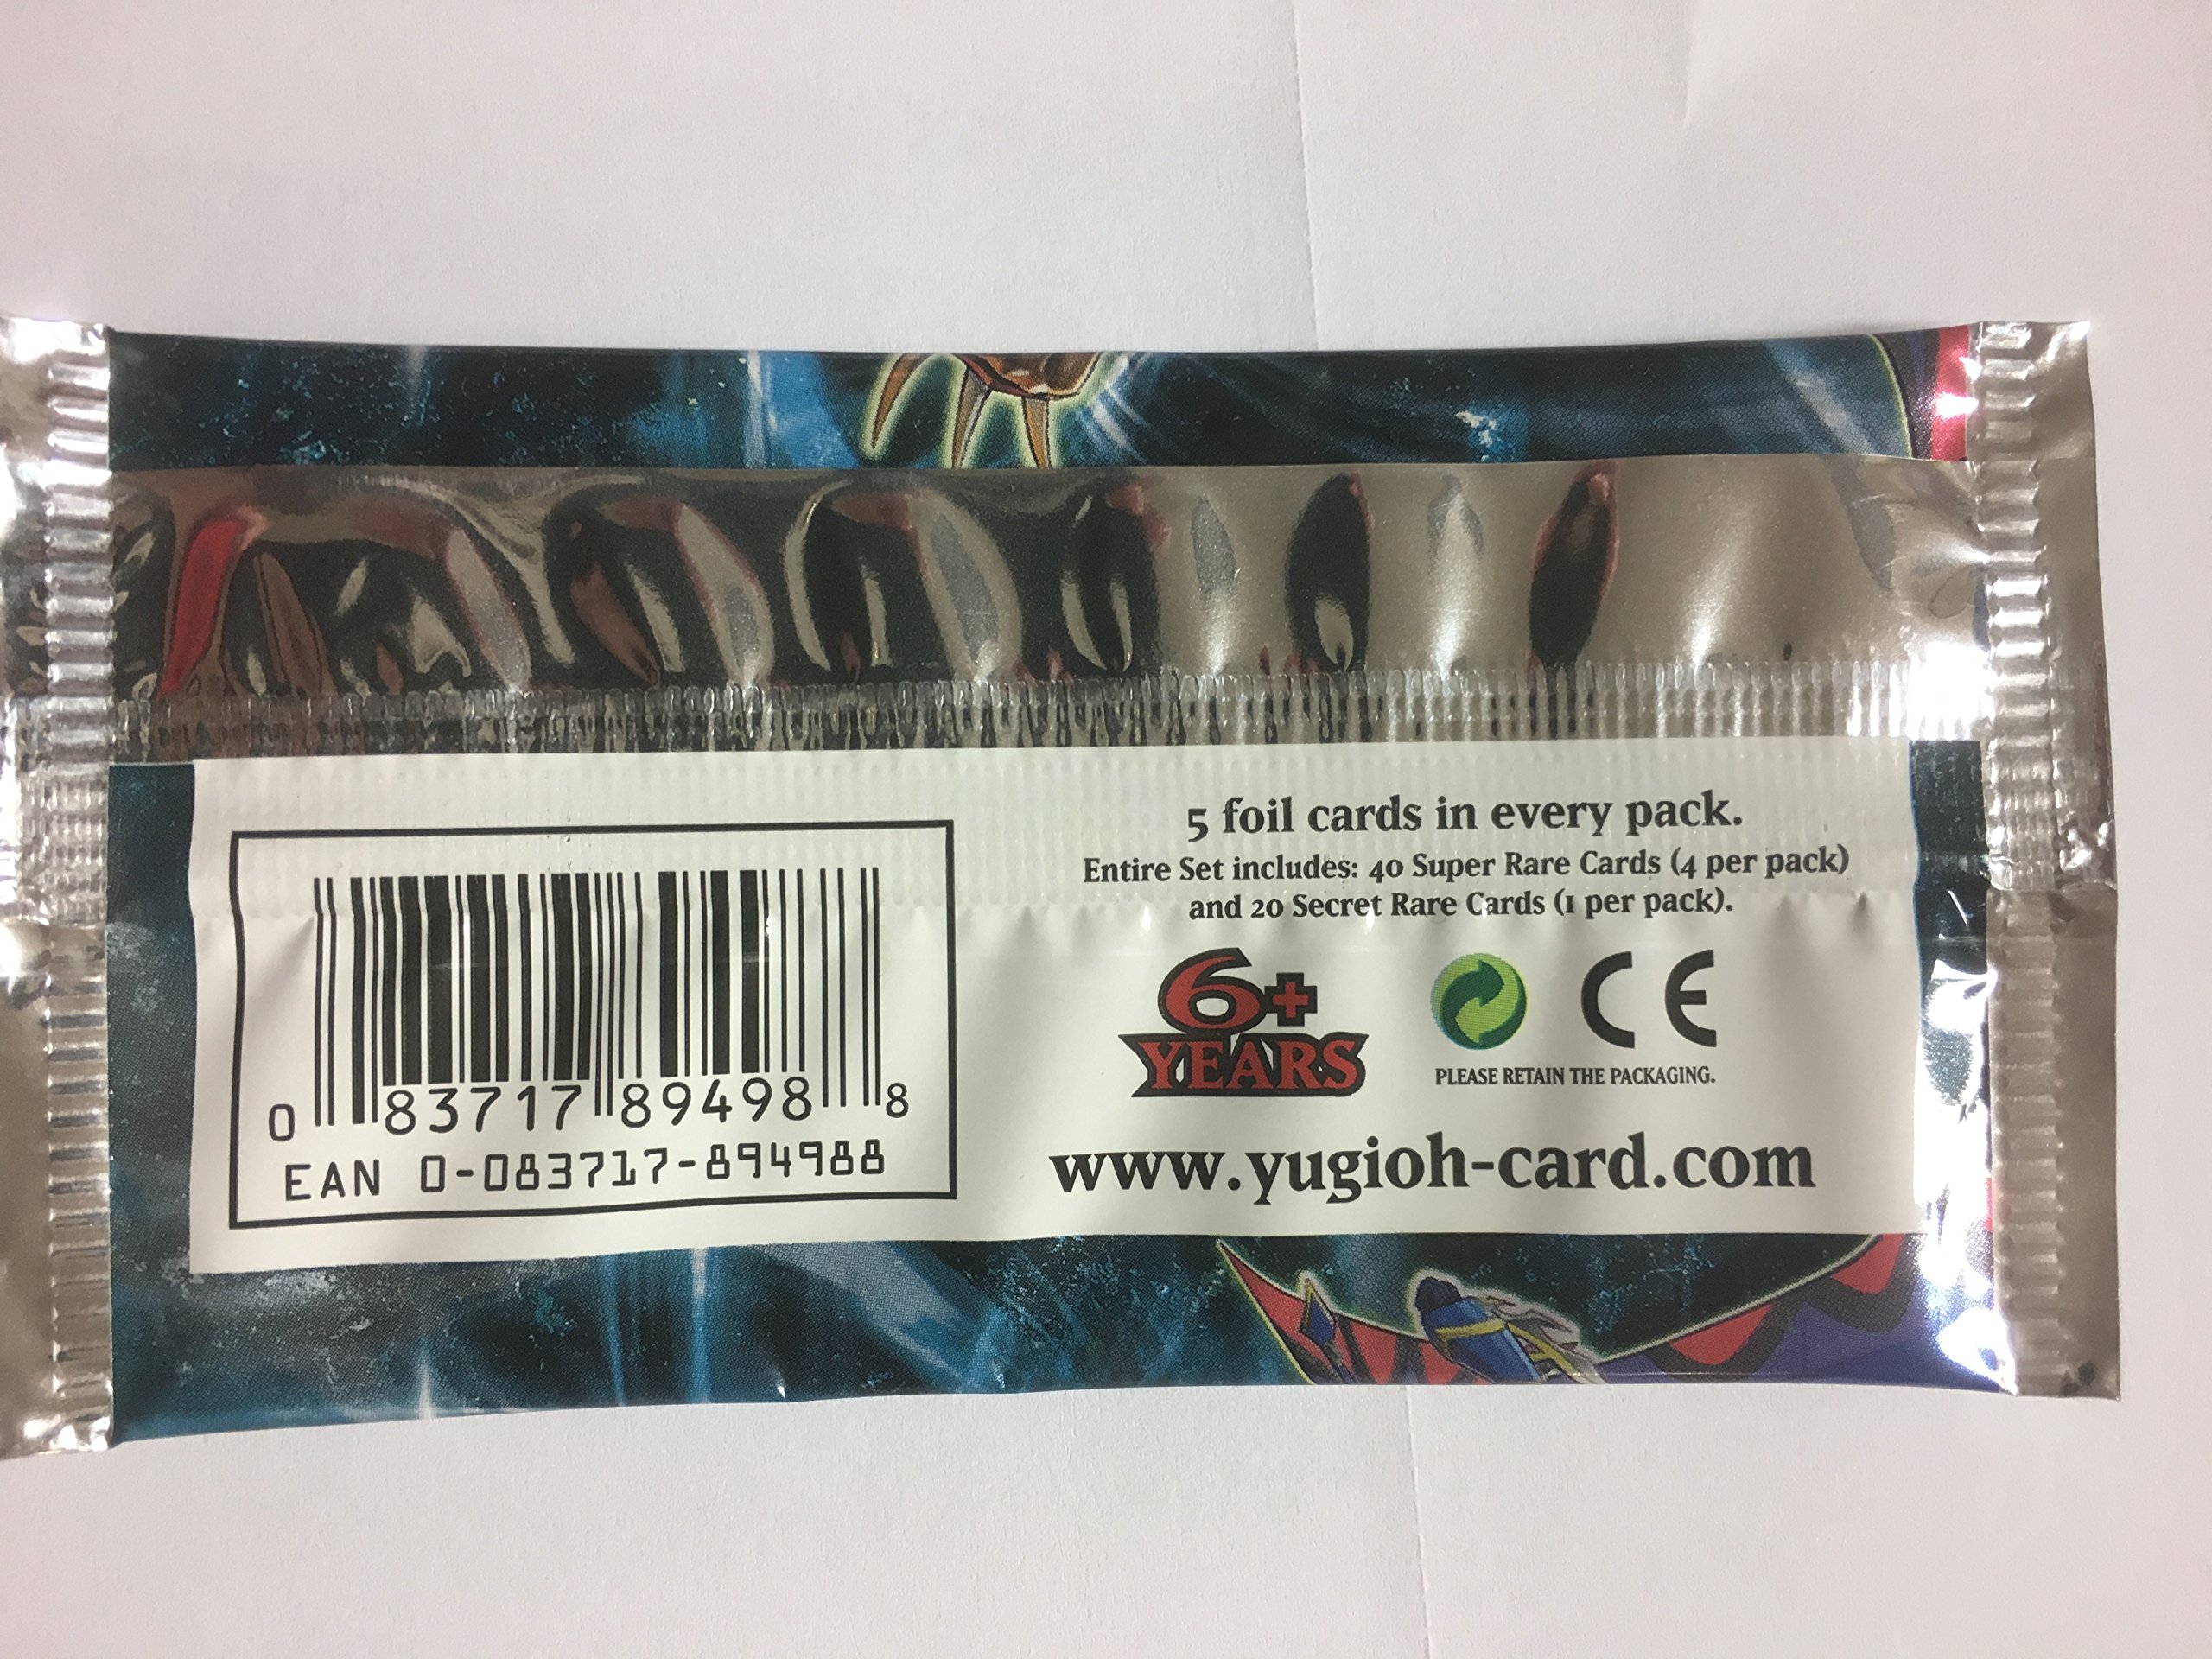 5 foil cards in every pack.
Entire Set includes: 40 Super Rare Cards (4 per pack)
and 20 Secret Rare Cards (1 per pack).
6+
YEARS
CE
PLEASE RETAIN THE PACKAGING.
www.yugioh-card.com
0 83717 89498 8
EAN 0-083717-894988